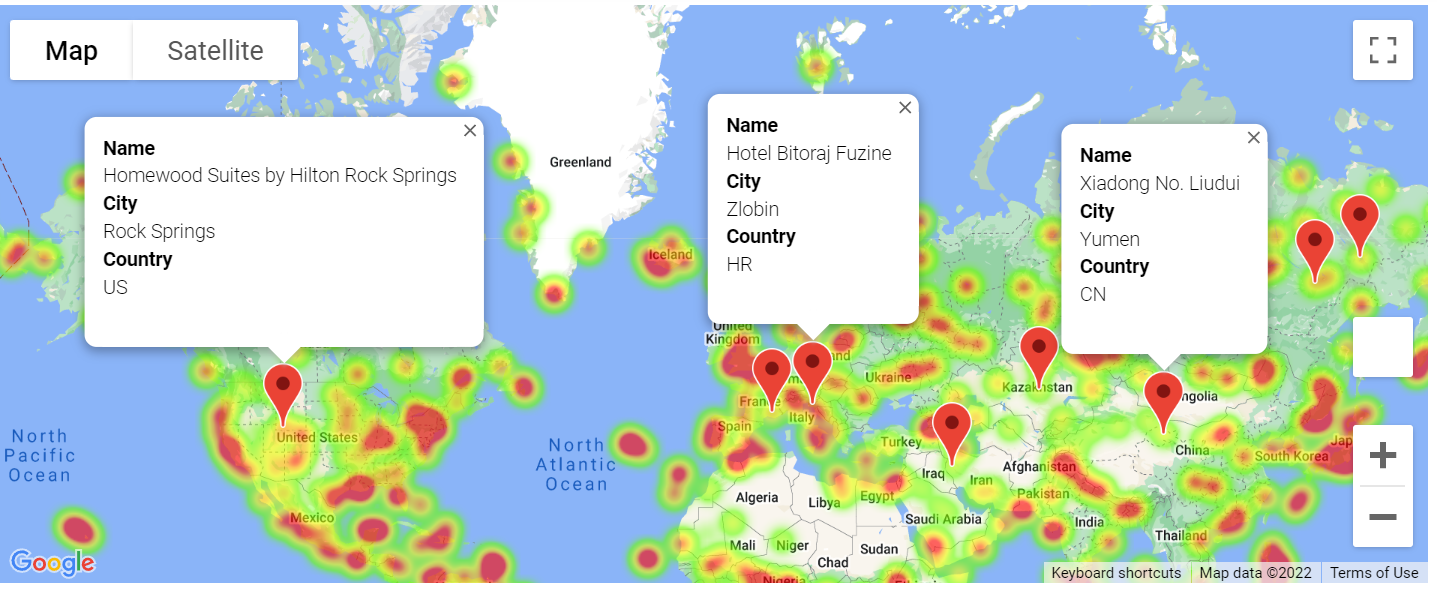 Map
Satellite
Name
Homewood Suites by Hilton Rock Springs
City
Rock Springs
Country
US
Name
Hotel Bitoraj Fuzine
City
Zlobin
Country
HR
Name
Xiadong No. Liudui
City
Yumen
Country
CN
Greenland
Iceland
United
Kingdom
Ukraine
Kazakhstan
France
Italy
Spain
Turkey
United States
Mexico
North
Pacific
Ocean
North
Atlantic
Ocean
China
South Korea
Iraq
Iran
Afghanistan
Pakistan
Algeria
Libya
Egypt
Saudi Arabia
India
Thailand
Mali
Niger
Chad
Sudan
Nigeria
Google
Keyboard shortcuts
Map data ©2022
Terms of Use